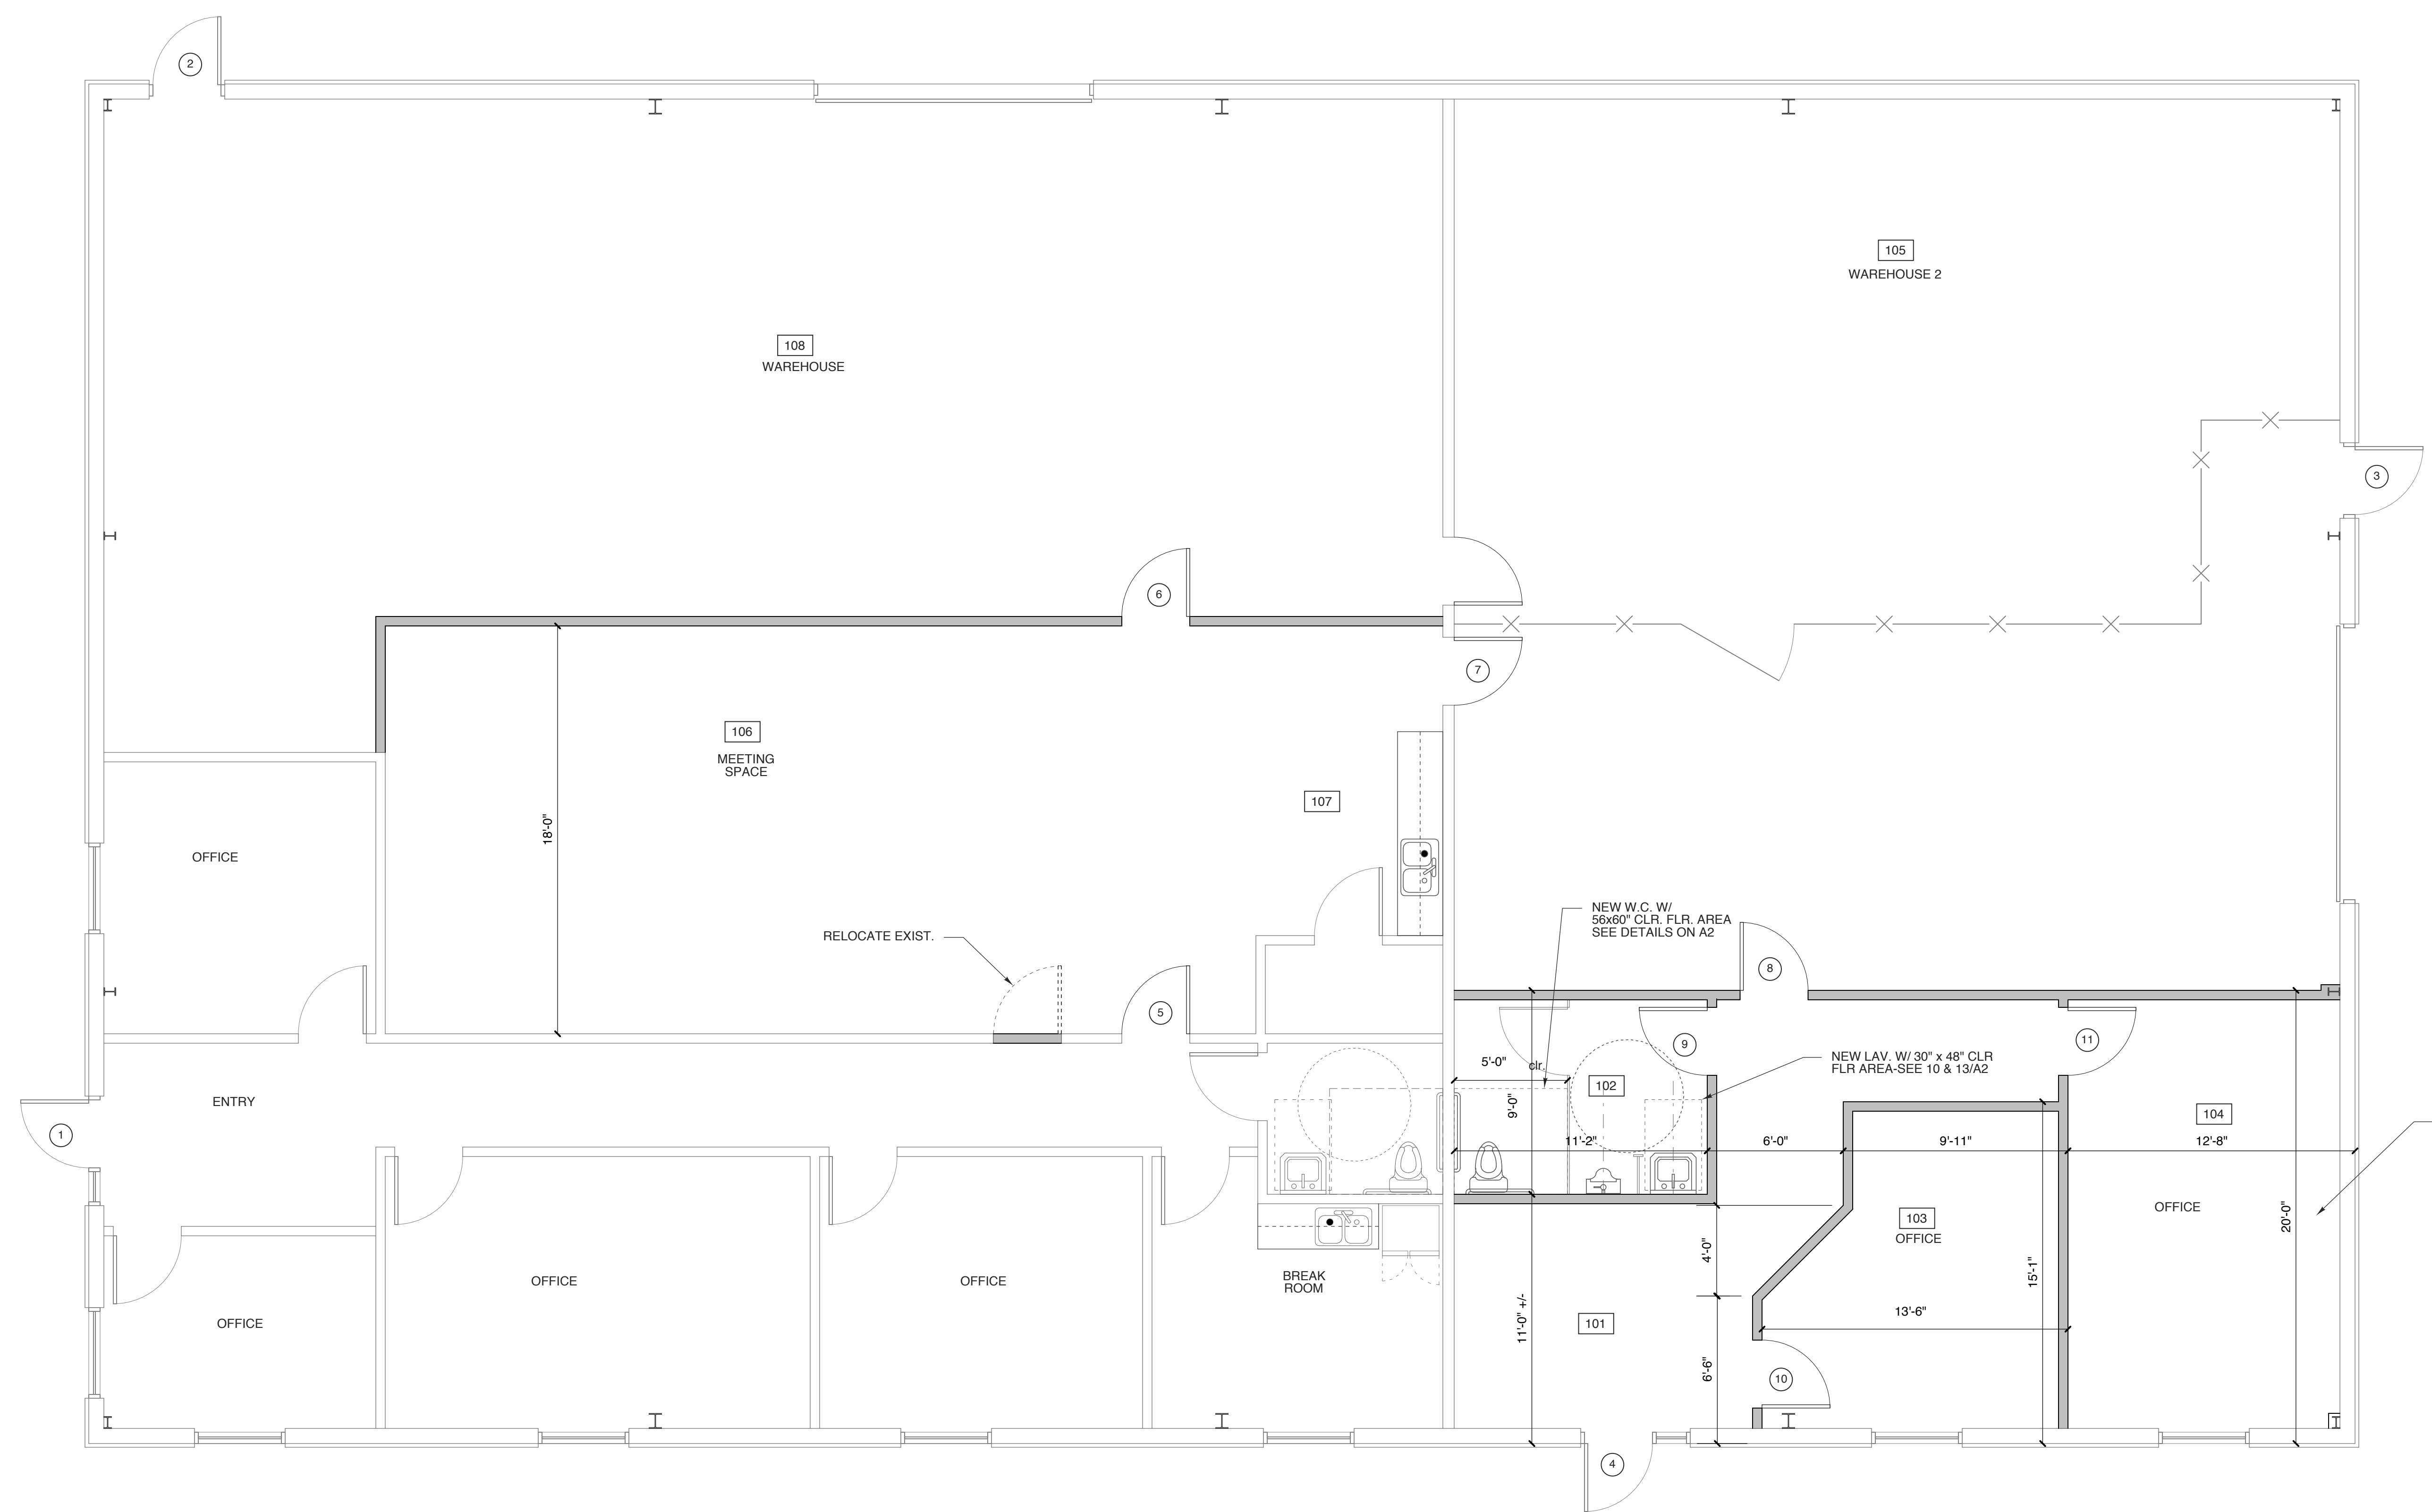 2
105
WAREHOUSE 2
108
WAREHOUSE
3
6
7
106
MEETING
SPACE
107
18'-0"
OFFICE
RELOCATE EXIST.
NEW W.C. W/
56x60" CLR. FLR. AREA
SEE DETAILS ON A2
8
5
9
11
5'-0"
clr.
NEW LAV. W/ 30" x 48" CLR
FLR AREA-SEE 10 & 13/A2
102
ENTRY
9'-0"
104
1
11'-2"
6'-0"
9'-11"
12'-8"
OFFICE
103
OFFICE
20'-0"
4'-0"
15'-1"
OFFICE
OFFICE
BREAK
ROOM
13'-6"
11'-0" +/-
101
OFFICE
6'-6"
10
4